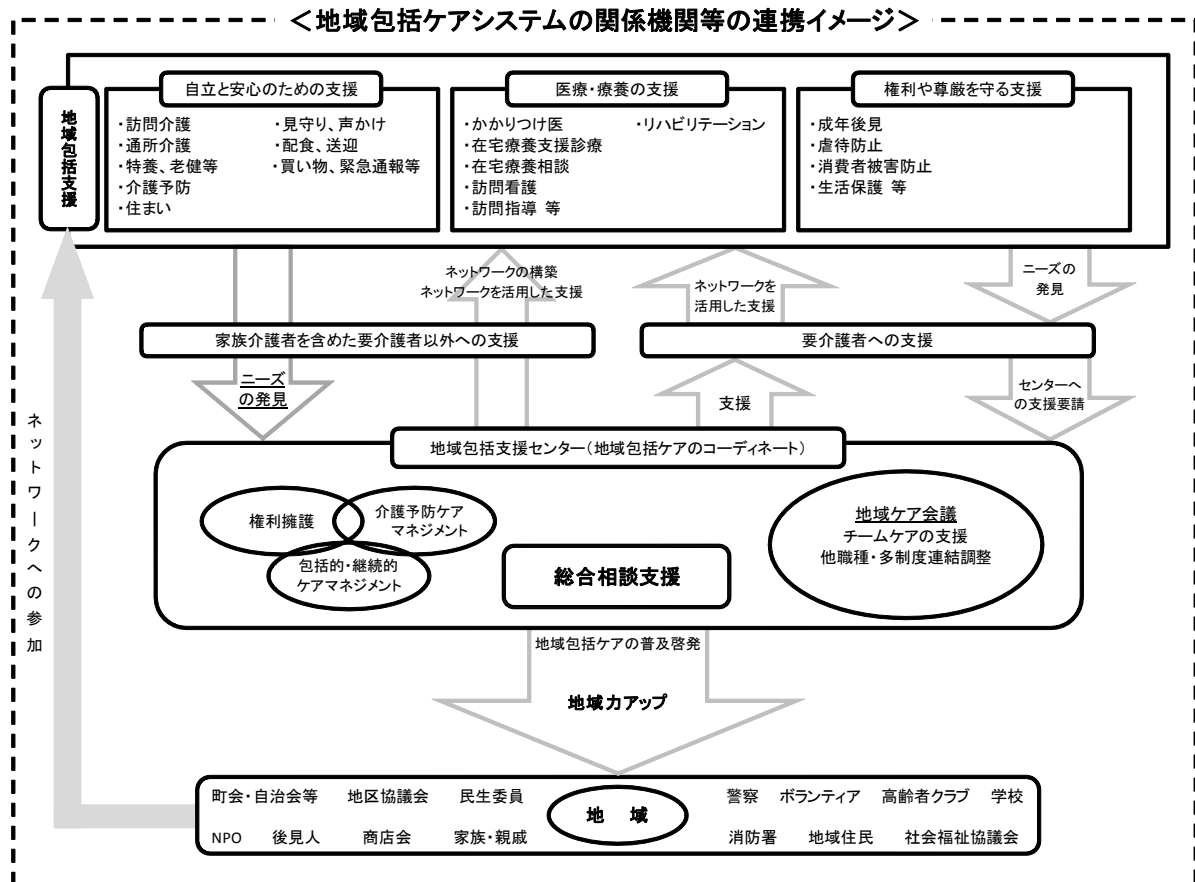 ＜地域包括ケアシステムの関係機関等の連携イメージ＞
地域包括支援
自立と安心のための支援
・訪問介護
・通所介護
・特養、老健等
・介護予防
・住まい
・見守り、声かけ
・配食、送迎
・買い物、緊急通報等
医療・療養の支援
・かかりつけ医
・在宅療養支援診療
・在宅療養相談
・訪問看護
・訪問指導 等
・リハビリテーション
権利や尊厳を守る支援
・成年後見
・虐待防止
・消費者被害防止
・生活保護 等
ネットワークの構築
ネットワークを活用した支援
ネットワークを
活用した支援
ニーズの
発見
家族介護者を含めた要介護者以外への支援
要介護者への支援
ニーズ
の発見
支援
センターへ
の支援要請
ネットワークへの参加
地域包括支援センター（地域包括ケアのコーディネート）
権利擁護
介護予防ケア
マネジメント
包括的・継続的
ケアマネジメント
総合相談支援
地域ケア会議
チームケアの支援
他職種・多制度連結調整
地域包括ケアの普及啓発
地域力アップ
町会・自治会等 地区協議会 民生委員
NPO 後見人 商店会 家族・親戚
地 域
警察 ボランティア 高齢者クラブ 学校
消防署 地域住民 社会福祉協議会